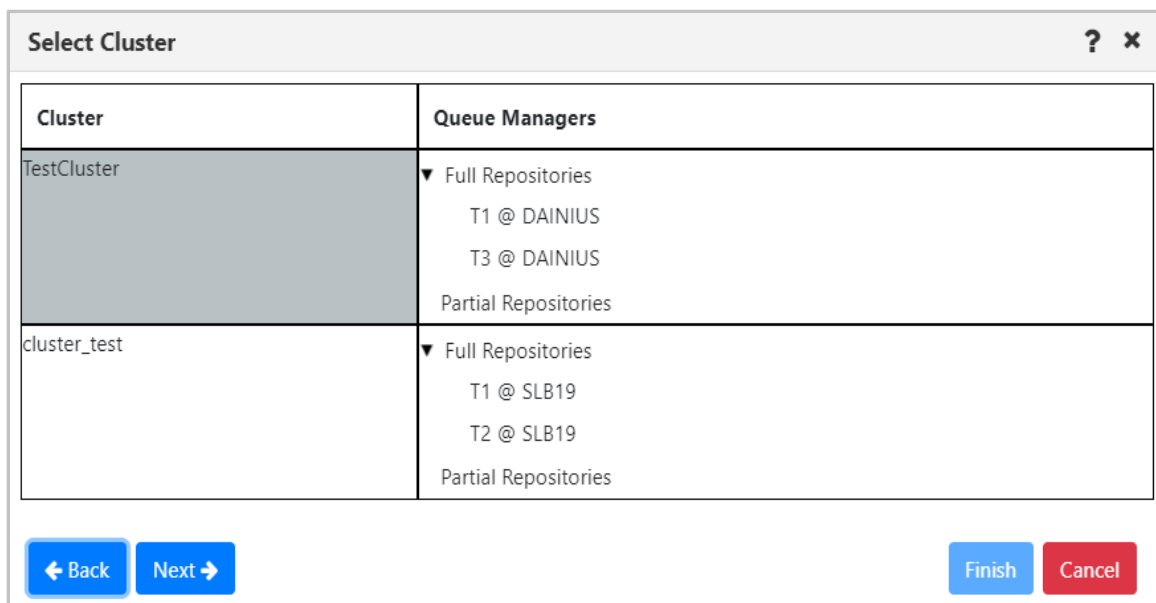 Select Cluster ? ×
Cluster Queue Managers
TestCluster
▼ Full Repositories
T1 @ DAINIUS
T3 @ DAINIUS
Partial Repositories
cluster_test
▼ Full Repositories
T1 @ SLB19
T2 @ SLB19
Partial Repositories
← Back Next → Finish Cancel